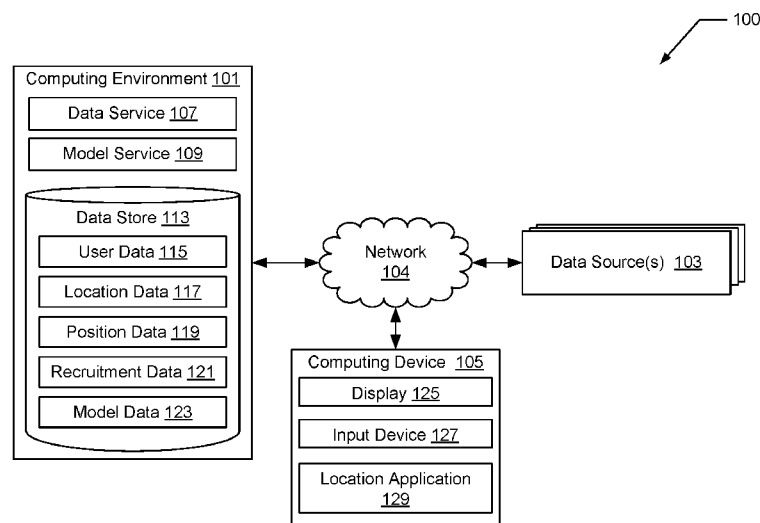 100
Computing Environment 101
Data Service 107
Model Service 109
Data Store 113
User Data 115
Location Data 117
Position Data 119
Recruitment Data 121
Model Data 123
Network
104
Data Source(s) 103
Computing Device 105
Display 125
Input Device 127
Location Application
129